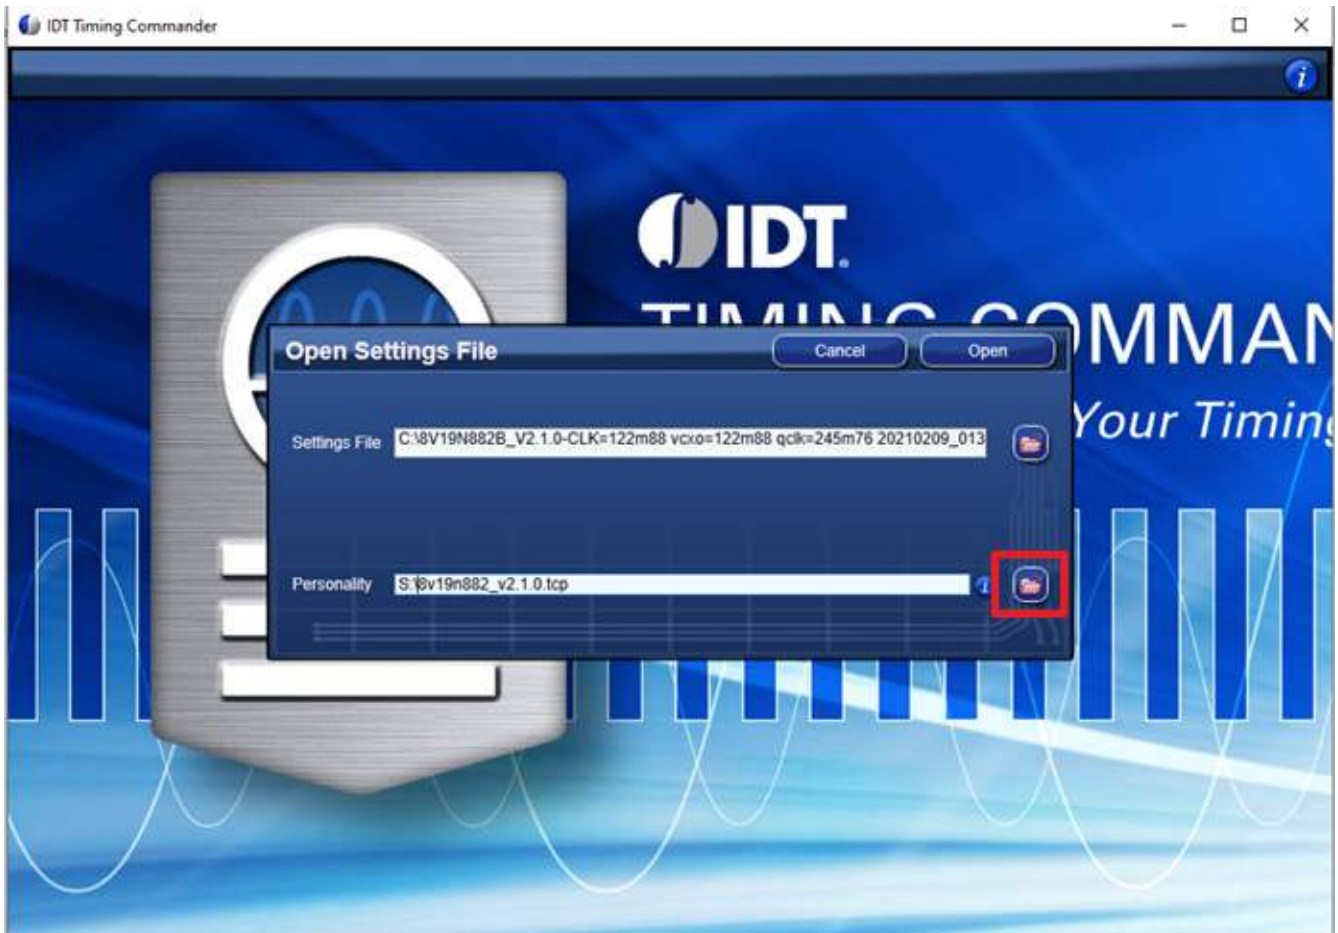 IDT Timing Commander
i
IDT®
TIMING COMMAN
Open Settings File
Cancel
Open
Your Timing
Settings File
C:\8V19N882B_V2.1.0-CLK=122m88 vcxo=122m88 qclk=245m76 20210209_013
Personality
S:\8v19n882_v2.1.0.tcp
i